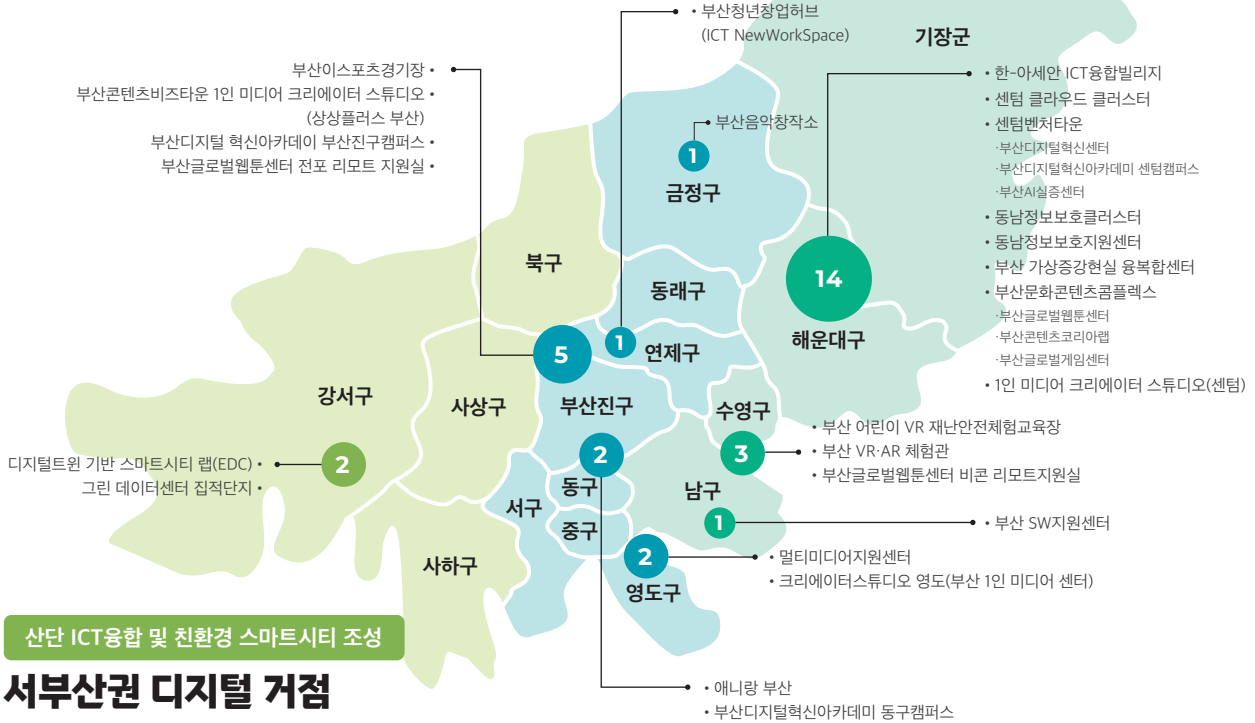 • 부산청년창업허브
(ICT NewWorkSpace)
기장군
부산이스포츠경기장 •
부산콘텐츠비즈타운 1인 미디어 크리에이터 스튜디오 •
(상상플러스 부산)
부산디지털 혁신아카데이 부산진구캠퍼스 •
부산글로벌웹툰센터 전포 리모트 지원실 •
• 한-아세안 ICT융합빌리지
• 센텀 클라우드 클러스터
• 센텀벤처타운
·부산디지털혁신센터
·부산디지털혁신아카데미 센텀캠퍼스
·부산AI실증센터
• 동남정보보호클러스터
• 동남정보보호지원센터
• 부산 가상증강현실 융복합센터
• 부산문화콘텐츠콤플렉스
·부산글로벌웹툰센터
·부산콘텐츠코리아랩
·부산글로벌게임센터
• 1인 미디어 크리에이터 스튜디오(센텀)
부산음악창작소
1
금정구
북구
동래구
14
해운대구
5
1
연제구
강서구
사상구
부산진구
수영구
• 부산 어린이 VR 재난안전체험교육장
• 부산 VR·AR 체험관
• 부산글로벌웹툰센터 비콘 리모트지원실
디지털트윈 기반 스마트시티 랩(EDC) •
그린 데이터센터 집적단지 •
2
2
3
동구
남구
서구
중구
1
• 부산 SW지원센터
사하구
2
영도구
• 멀티미디어지원센터
• 크리에이터스튜디오 영도(부산 1인 미디어 센터)
산단 ICT융합 및 친환경 스마트시티 조성
서부산권 디지털 거점
• 애니랑 부산
• 부산디지털혁신아카데미 동구캠퍼스